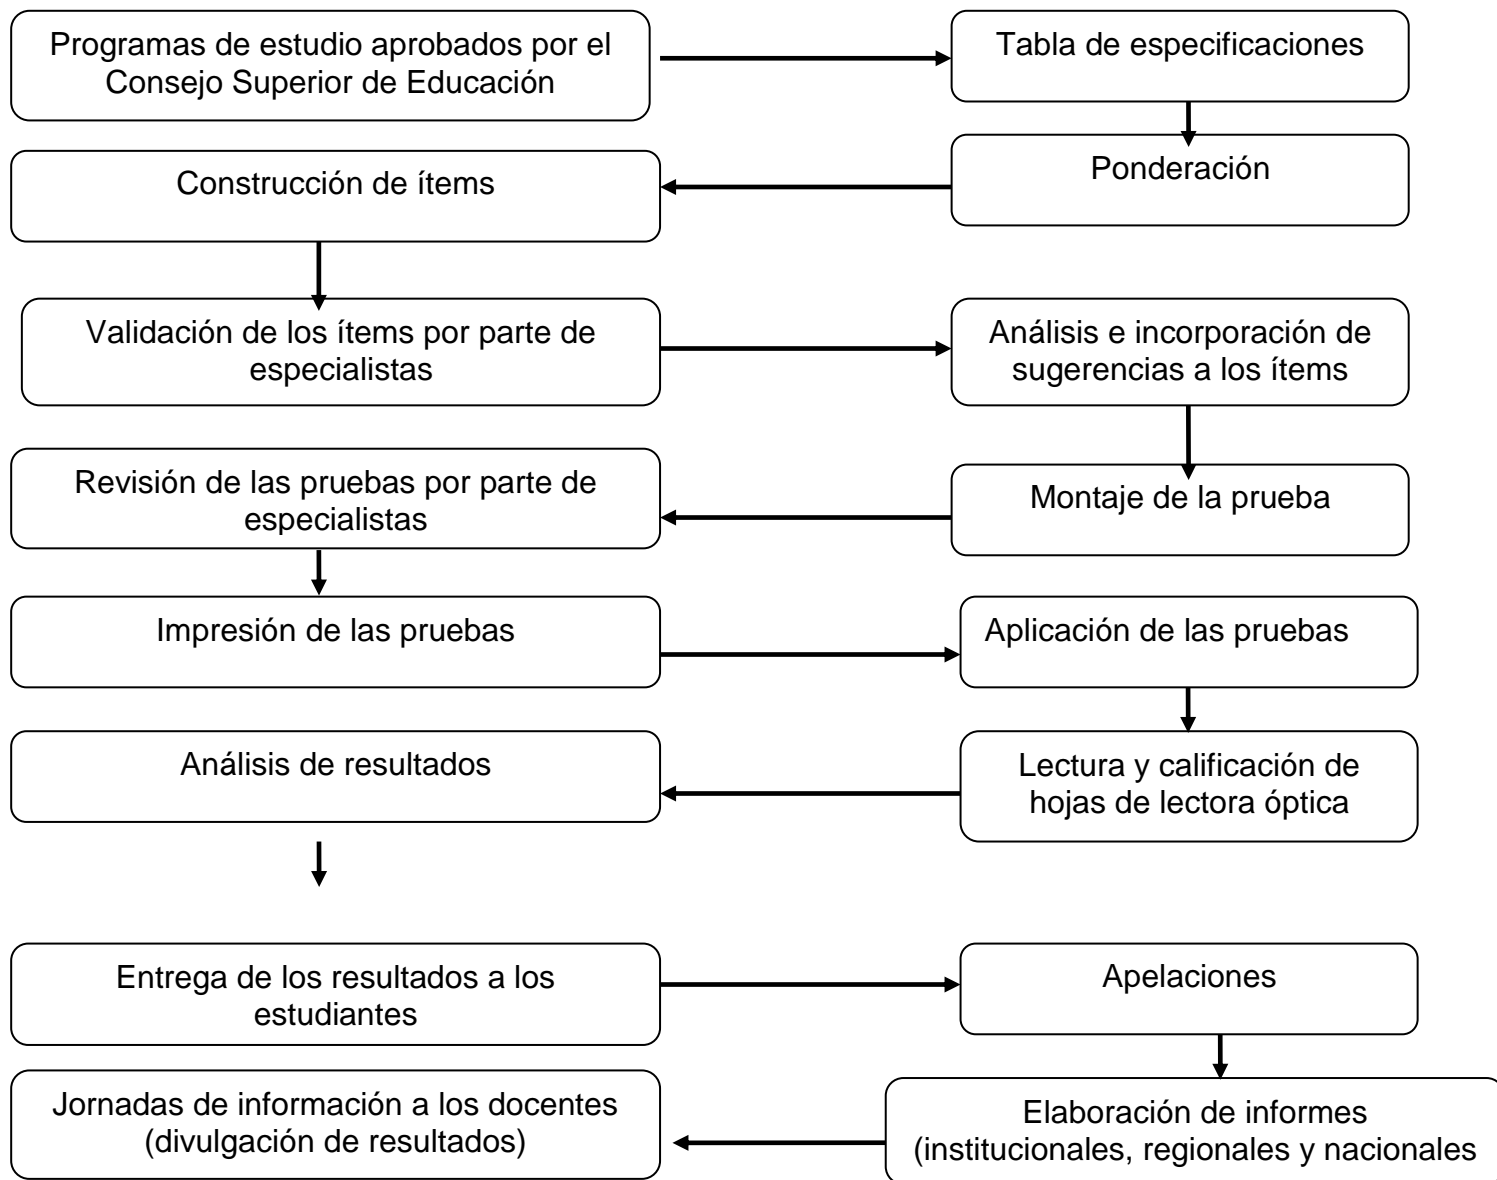 Programas de estudio aprobados por el
Consejo Superior de Educación
Tabla de especificaciones
Ponderación
Construcción de ítems
Validación de los ítems por parte de
especialistas
Análisis e incorporación de
sugerencias a los ítems
Montaje de la prueba
Revisión de las pruebas por parte de
especialistas
Impresión de las pruebas
Aplicación de las pruebas
Lectura y calificación de
hojas de lectora óptica
Análisis de resultados
Entrega de los resultados a los
estudiantes
Apelaciones
Elaboración de informes
(institucionales, regionales y nacionales
Jornadas de información a los docentes
(divulgación de resultados)